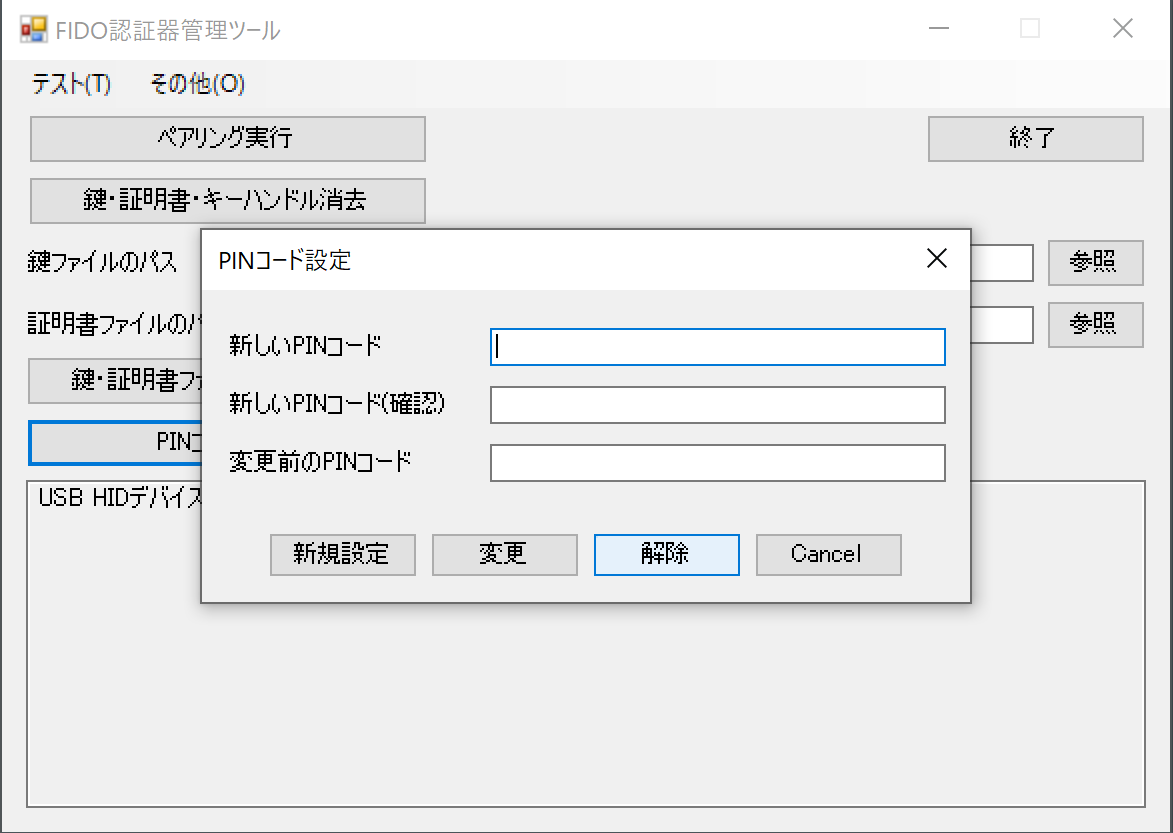 FIDO認証器管理ツール
テスト(T) その他(O)
ペアリング実行
終了
鍵・証明書・キーハンドル消去
鍵ファイルのパス
参照
証明書ファイルの
参照
鍵・証明書ファ
PINコ
USB HIDデバイス
PINコード設定
新しいPINコード
新しいPINコード(確認)
変更前のPINコード
新規設定 変更 解除 Cancel